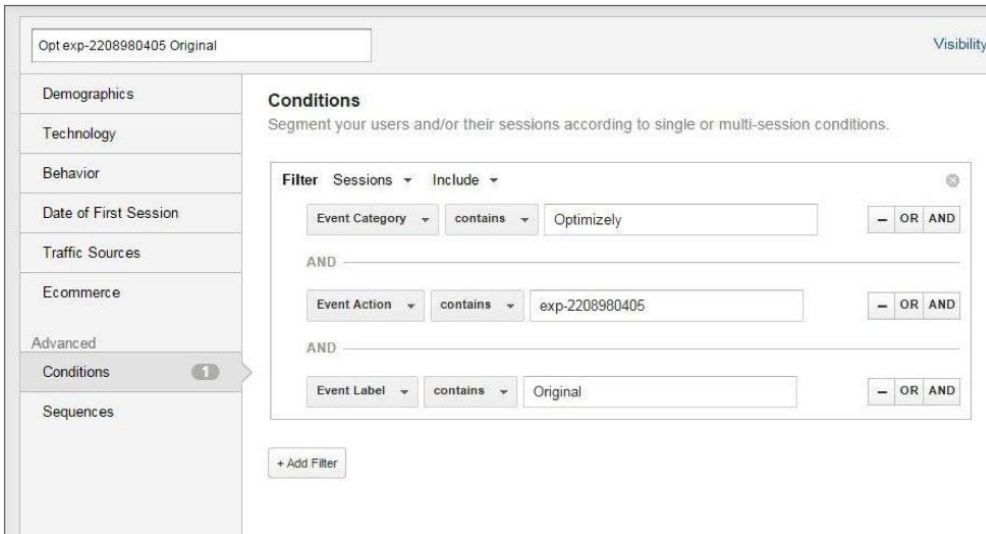 Opt exp-2208980405 Original
Visibility
Demographics
Technology
Behavior
Date of First Session
Traffic Sources
Ecommerce
Advanced
Conditions 1
Sequences
Conditions
Segment your users and/or their sessions according to single or multi-session conditions.
Filter Sessions Include
Event Category contains Optimizely – OR AND
AND
Event Action contains exp-2208980405 – OR AND
AND
Event Label contains Original – OR AND
+ Add Filter